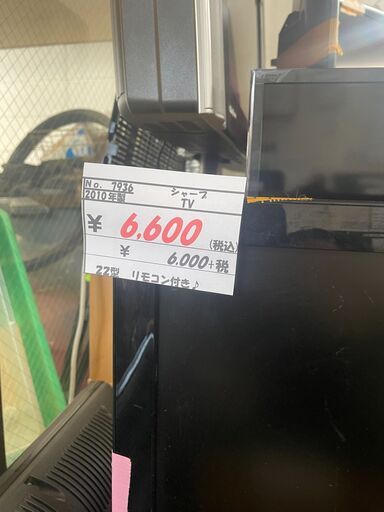 No. 7936 シャープ
2010年製 TV
¥ 6,600 (税込)
¥ 6,000+税
22型 リモコン付き♪